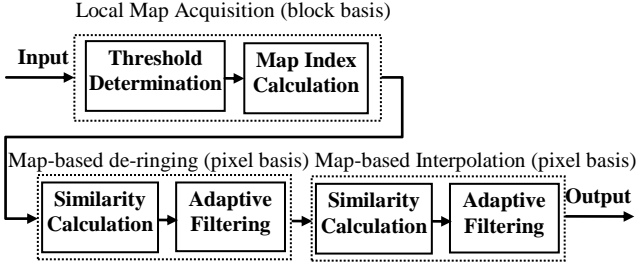 Local Map Acquisition (block basis)
Input
Threshold
Determination
Map Index
Calculation
Map-based de-ringing (pixel basis)
Map-based Interpolation (pixel basis)
Similarity
Calculation
Adaptive
Filtering
Similarity
Calculation
Adaptive
Filtering
Output